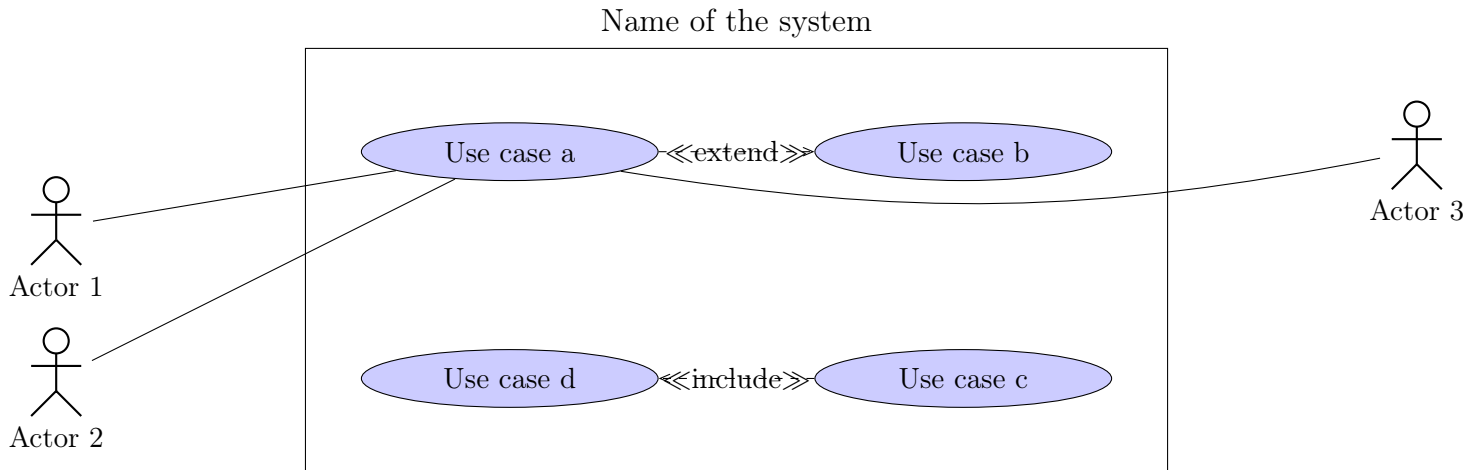 Name of the system
Use case a
≪extend≫
Use case b
Actor 3
Actor 1
Use case d
≪include≫
Use case c
Actor 2